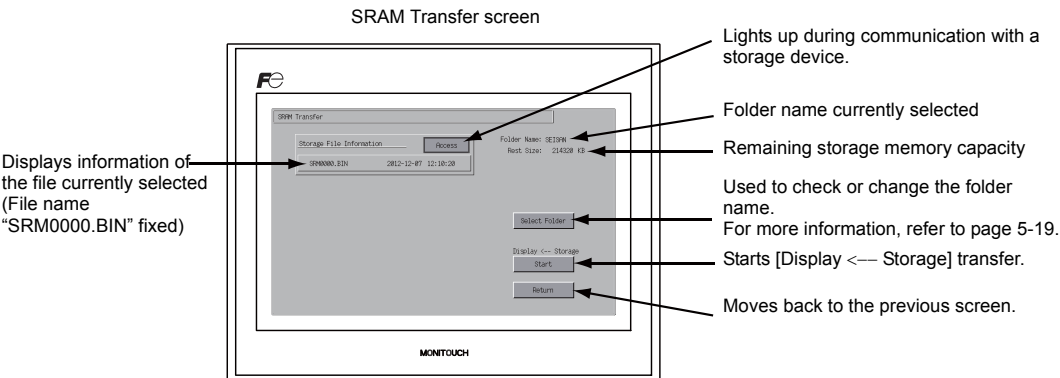 SRAM Transfer screen
Lights up during communication with a
storage device.
Fe
SRAM Transfer
Storage File Information
Access
SRM0000.BIN 2012-12-07 12:10:20
Folder Name: SEISAN
Rest Size: 214320 KB
Folder name currently selected
Remaining storage memory capacity
Displays information of
the file currently selected
(File name
“SRM0000.BIN” fixed)
Used to check or change the folder
name.
For more information, refer to page 5-19.
Select Folder
Display <-- Storage
Start
Starts [Display <−− Storage] transfer.
Return
Moves back to the previous screen.
MONITOUCH